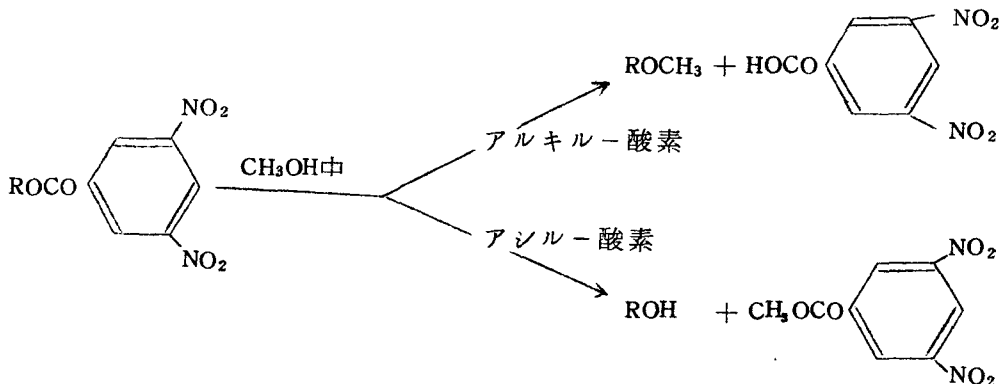 NO₂
ROCH₃ + HOCO
NO₂
NO₂
アルキル－酸素
CH₃OH中
ROCO
アシル－酸素
NO₂
NO₂
ROH + CH₃OCO
NO₂